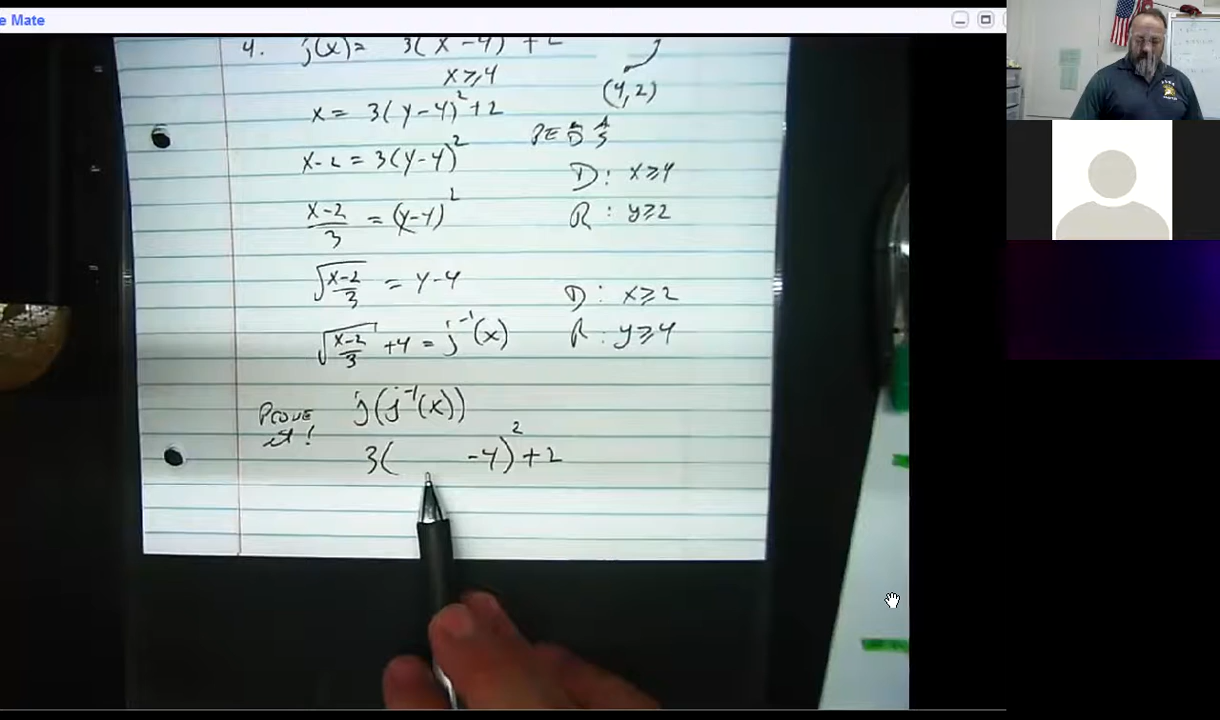 e Mate
4. j(x)= 3(x-4) +2
x≥4
(4,2)
x = 3(y-4)²+2
PE
x-2 = 3(y-4)²
D: x≥4
x-2/3 = (y-4)²
R: y≥2
√x-2/3 = y-4
D: x≥2
√x-2/3 +4 = j⁻¹(x)
R: y≥4
Prove it!
j(j⁻¹(x))
3( -4)²+2